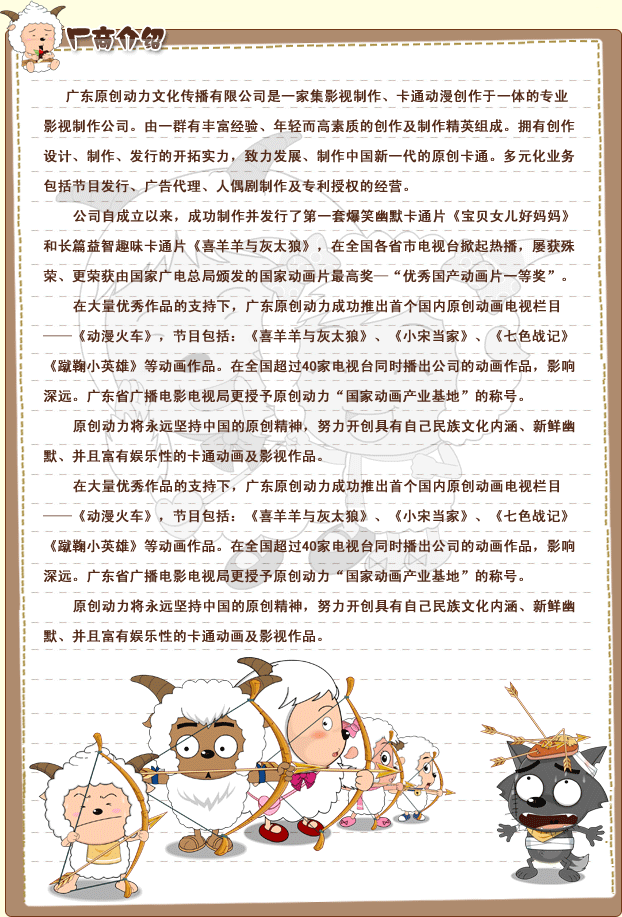 厂商介绍
广东原创动力文化传播有限公司是一家集影视制作、卡通动漫创作于一体的专业
影视制作公司。由一群有丰富经验、年轻而高素质的创作及制作精英组成。拥有创作
设计、制作、发行的开拓实力，致力发展、制作中国新一代的原创卡通。多元化业务
包括节目发行、广告代理、人偶剧制作及专利授权的经营。
公司自成立以来，成功制作并发行了第一套爆笑幽默卡通片《宝贝女儿好妈妈》
和长篇益智趣味卡通片《喜羊羊与灰太狼》，在全国各省市电视台掀起热播，屡获殊
荣、更荣获由国家广电总局颁发的国家动画片最高奖—“优秀国产动画片一等奖”。
在大量优秀作品的支持下，广东原创动力成功推出首个国内原创动画电视栏目
——《动漫火车》，节目包括：《喜羊羊与灰太狼》、《小宋当家》、《七色战记》
《蹴鞠小英雄》等动画作品。在全国超过40家电视台同时播出公司的动画作品，影响
深远。广东省广播电影电视局更授予原创动力“国家动画产业基地”的称号。
原创动力将永远坚持中国的原创精神，努力开创具有自己民族文化内涵、新鲜幽
默、并且富有娱乐性的卡通动画及影视作品。
在大量优秀作品的支持下，广东原创动力成功推出首个国内原创动画电视栏目
——《动漫火车》，节目包括：《喜羊羊与灰太狼》、《小宋当家》、《七色战记》
《蹴鞠小英雄》等动画作品。在全国超过40家电视台同时播出公司的动画作品，影响
深远。广东省广播电影电视局更授予原创动力“国家动画产业基地”的称号。
原创动力将永远坚持中国的原创精神，努力开创具有自己民族文化内涵、新鲜幽
默、并且富有娱乐性的卡通动画及影视作品。